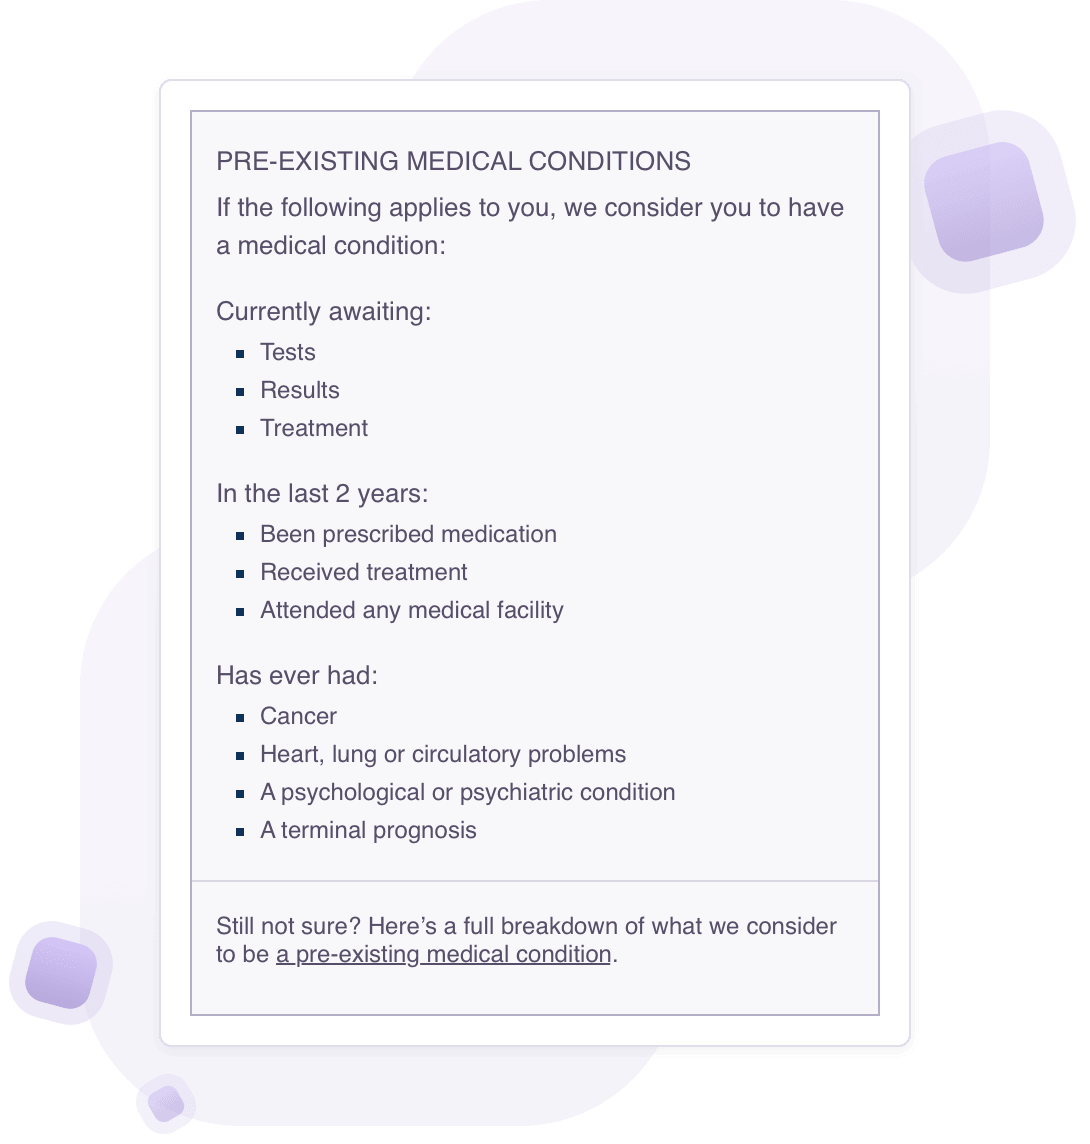 PRE-EXISTING MEDICAL CONDITIONS
If the following applies to you, we consider you to have
a medical condition:
Currently awaiting:
Tests
Results
Treatment
In the last 2 years:
Been prescribed medication
Received treatment
Attended any medical facility
Has ever had:
Cancer
Heart, lung or circulatory problems
A psychological or psychiatric condition
A terminal prognosis
Still not sure? Here’s a full breakdown of what we consider
to be a pre-existing medical condition.